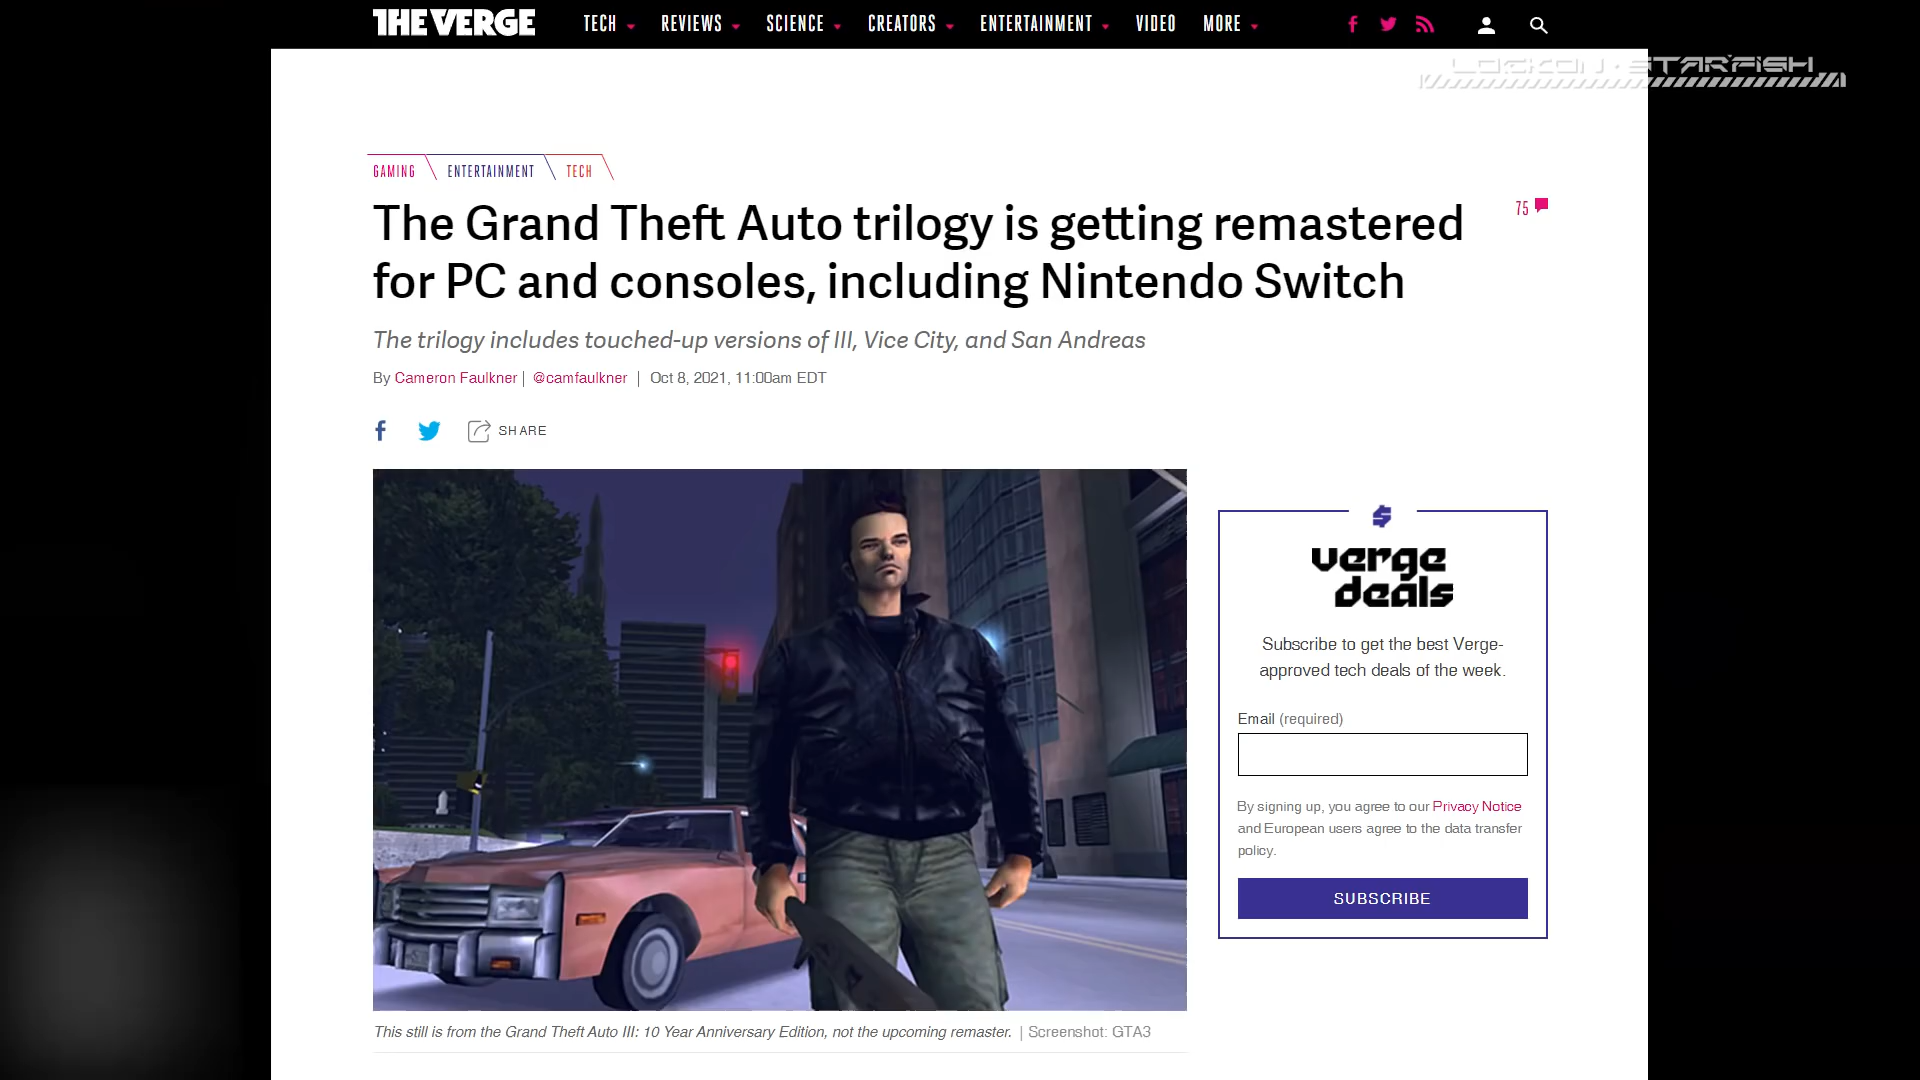 THE VERGE
TECH REVIEWS SCIENCE CREATORS ENTERTAINMENT VIDEO MORE
LOCKON・STARFISH
GAMING ENTERTAINMENT TECH
The Grand Theft Auto trilogy is getting remastered
for PC and consoles, including Nintendo Switch
75
The trilogy includes touched-up versions of III, Vice City, and San Andreas
By Cameron Faulkner | @camfaulkner | Oct 8, 2021, 11:00am EDT
SHARE
verge
deals
Subscribe to get the best Verge-
approved tech deals of the week.
Email (required)
By signing up, you agree to our Privacy Notice
and European users agree to the data transfer
policy.
SUBSCRIBE
This still is from the Grand Theft Auto III: 10 Year Anniversary Edition, not the upcoming remaster. | Screenshot: GTA3